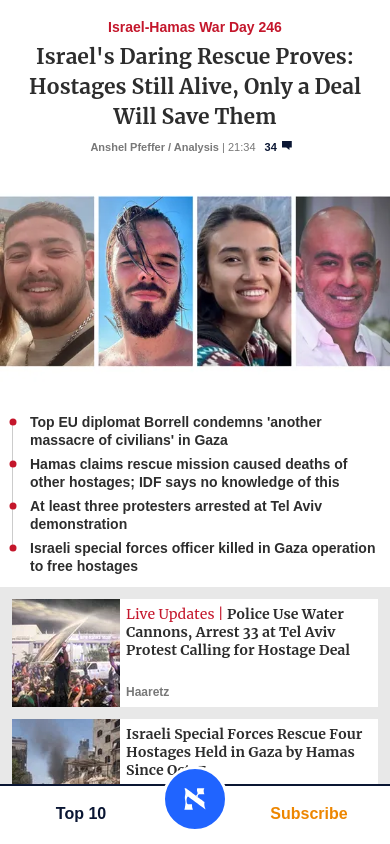 Israel-Hamas War Day 246
Israel's Daring Rescue Proves:
Hostages Still Alive, Only a Deal
Will Save Them
Anshel Pfeffer / Analysis | 21:34 34
Top EU diplomat Borrell condemns 'another
massacre of civilians' in Gaza
Hamas claims rescue mission caused deaths of
other hostages; IDF says no knowledge of this
At least three protesters arrested at Tel Aviv
demonstration
Israeli special forces officer killed in Gaza operation
to free hostages
Live Updates | Police Use Water
Cannons, Arrest 33 at Tel Aviv
Protest Calling for Hostage Deal
Haaretz
Israeli Special Forces Rescue Four
Hostages Held in Gaza by Hamas
Since
Top 10
Subscribe